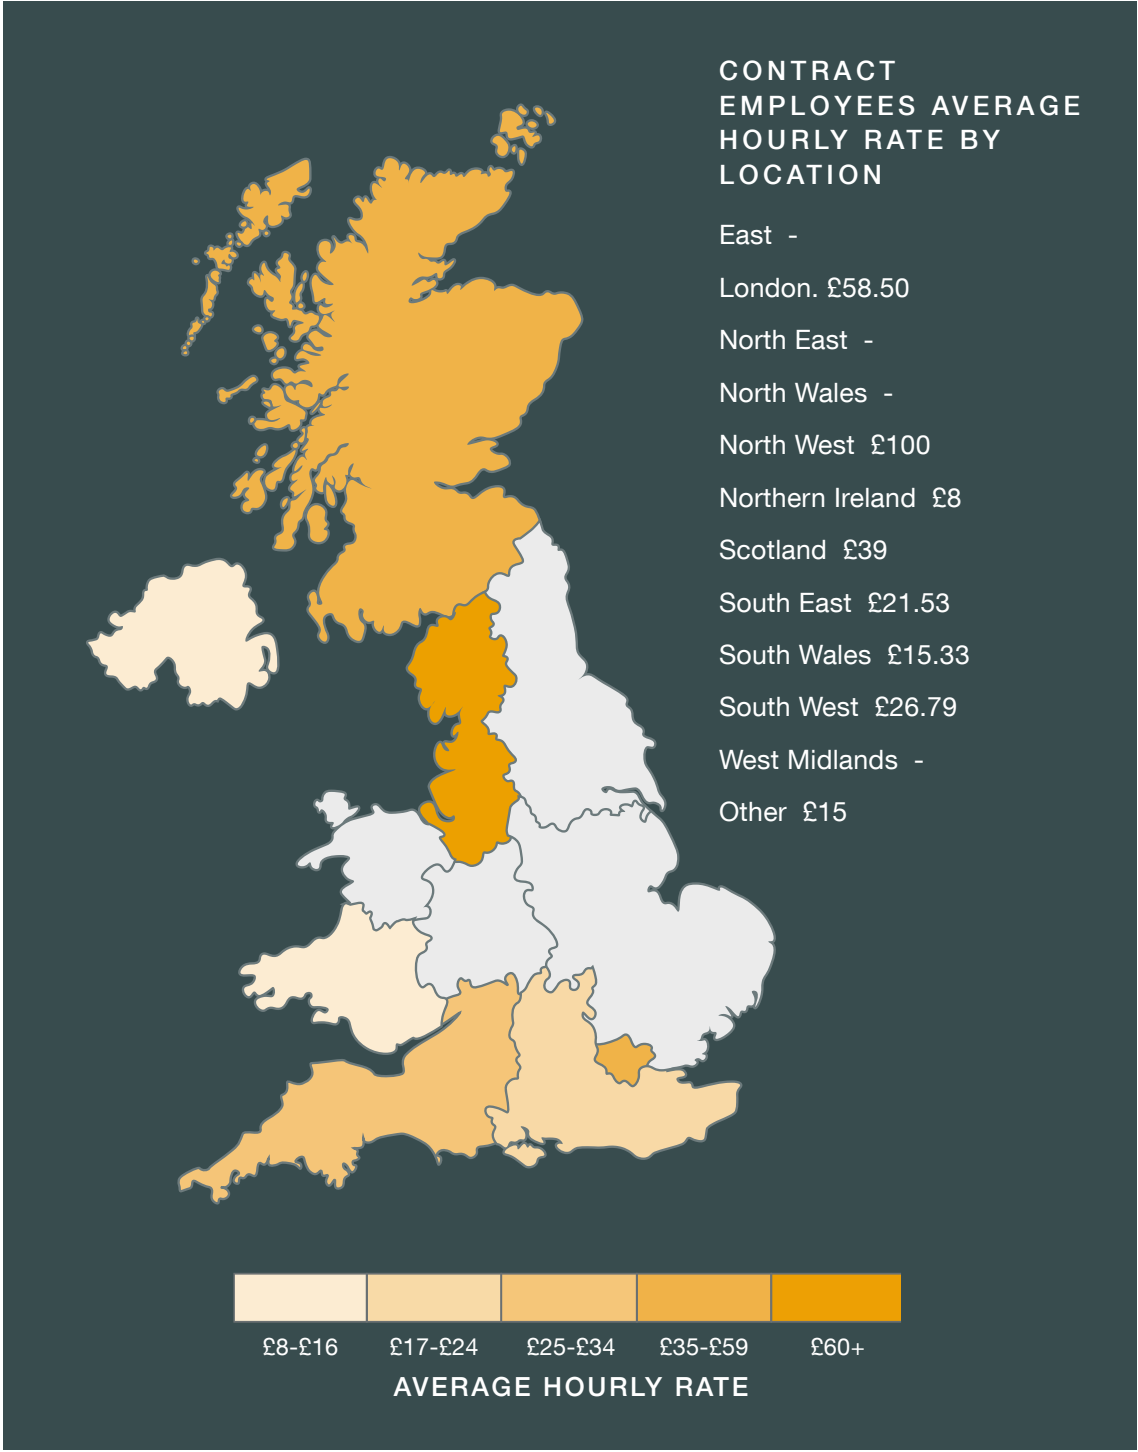 CONTRACT
EMPLOYEES AVERAGE
HOURLY RATE BY
LOCATION
East -
London. £58.50
North East -
North Wales -
North West £100
Northern Ireland £8
Scotland £39
South East £21.53
South Wales £15.33
South West £26.79
West Midlands -
Other £15
£8-£16 £17-£24 £25-£34 £35-£59 £60+
AVERAGE HOURLY RATE